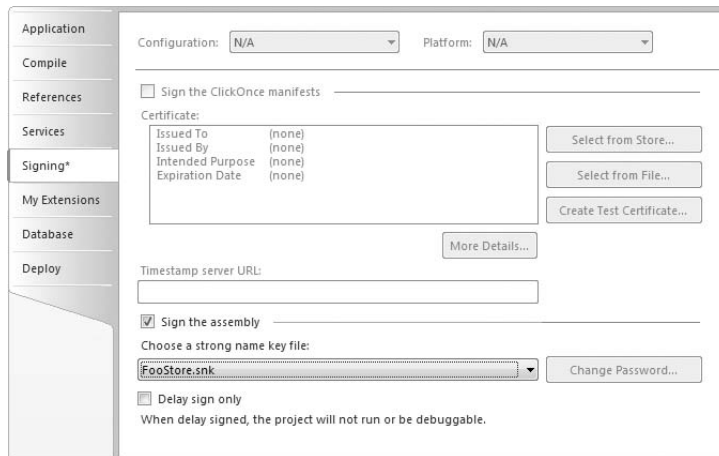 Application
Compile
References
Services
Signing*
My Extensions
Database
Deploy
Configuration: N/A Platform: N/A
Sign the ClickOnce manifests
Certificate:
Issued To (none)
Issued By (none)
Intended Purpose (none)
Expiration Date (none)
Select from Store...
Select from File...
Create Test Certificate...
More Details...
Timestamp server URL:
Sign the assembly
Choose a strong name key file:
FooStore.snk Change Password...
Delay sign only
When delay signed, the project will not run or be debuggable.